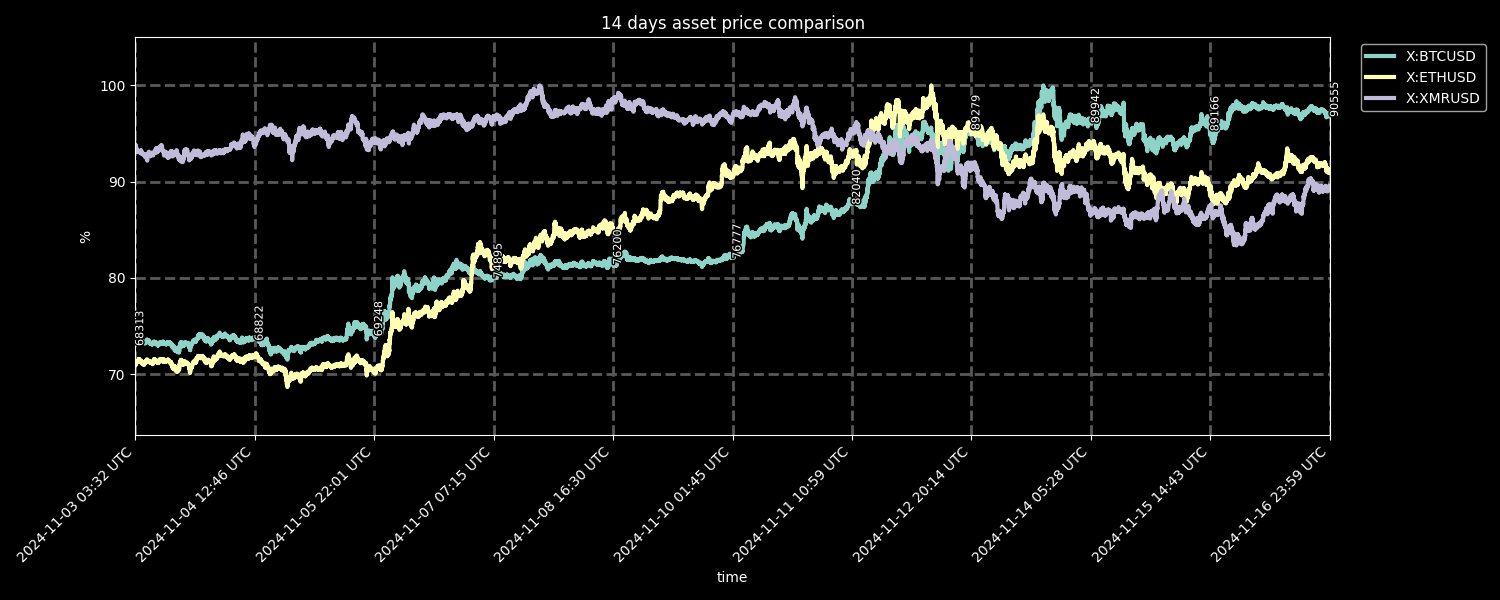 14 days asset price comparison
X:BTCUSD
X:ETHUSD
X:XMRUSD
%
100
90
80
70
68313
68822
69248
74895
76200
76777
82040
89279
89942
89166
90555
2024-11-03 03:32 UTC
2024-11-04 12:46 UTC
2024-11-05 22:01 UTC
2024-11-07 07:15 UTC
2024-11-08 16:30 UTC
2024-11-10 01:45 UTC
2024-11-11 10:59 UTC
2024-11-12 20:14 UTC
2024-11-14 05:28 UTC
2024-11-15 14:43 UTC
2024-11-16 23:59 UTC
time